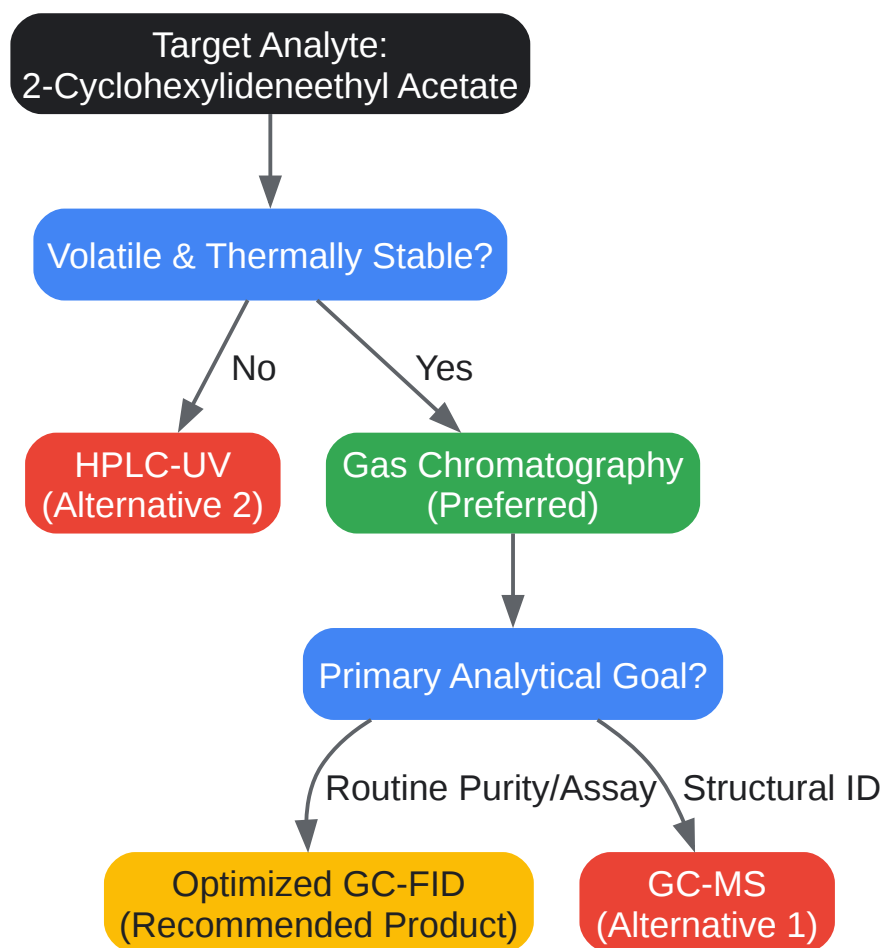 Target Analyte:
2-Cyclohexylideneethyl Acetate
Volatile & Thermally Stable?
No
Yes
HPLC-UV
(Alternative 2)
Gas Chromatography
(Preferred)
Primary Analytical Goal?
Routine Purity/Assay
Structural ID
Optimized GC-FID
(Recommended Product)
GC-MS
(Alternative 1)